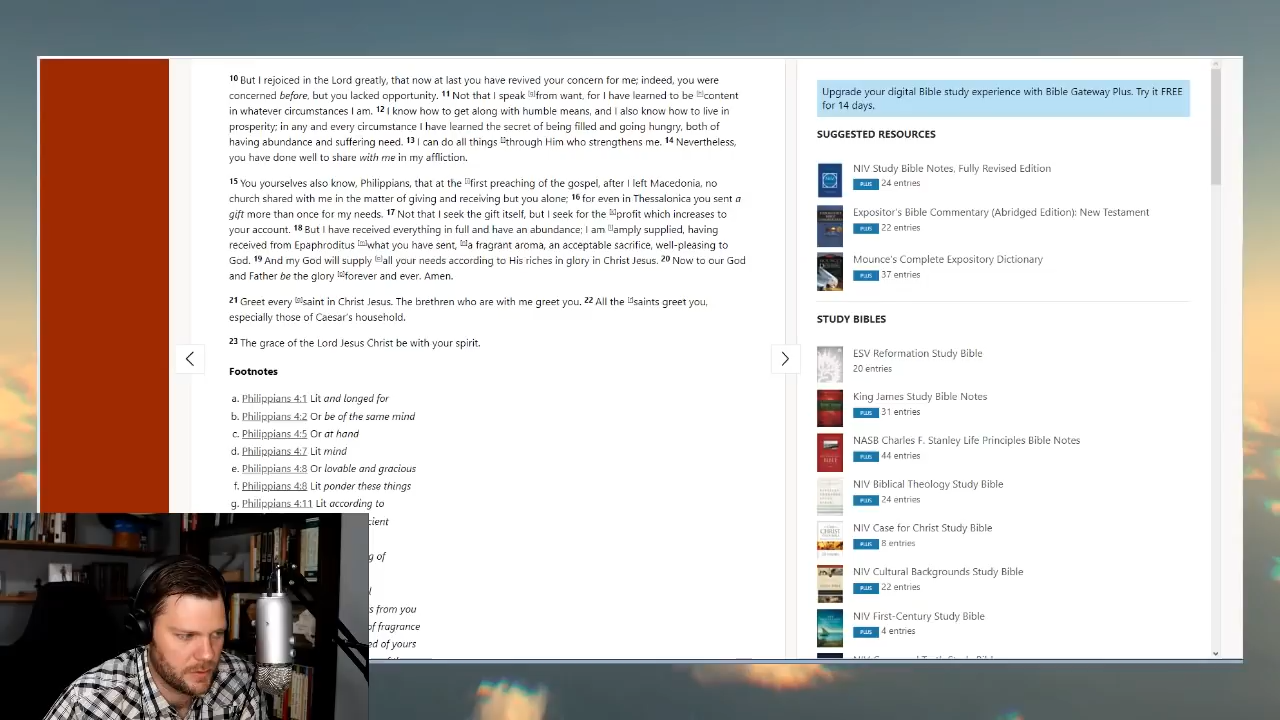 10 But I rejoiced in the Lord greatly, that now at last you have revived your concern for me; indeed, you were
concerned before, but you lacked opportunity. 11 Not that I speak from want, for I have learned to be content
in whatever circumstances I am. 12 I know how to get along with humble means, and I also know how to live in
prosperity; in any and every circumstance I have learned the secret of being filled and going hungry, both of
having abundance and suffering need. 13 I can do all things through Him who strengthens me. 14 Nevertheless,
you have done well to share with me in my affliction.
15 You yourselves also know, Philippians, that at the first preaching of the gospel, after I left Macedonia, no
church shared with me in the matter of giving and receiving but you alone; 16 for even in Thessalonica you sent a
gift more than once for my needs. 17 Not that I seek the gift itself, but I seek for the profit which increases to
your account. 18 But I have received everything in full and have an abundance; I am amply supplied, having
received from Epaphroditus what you have sent, a fragrant aroma, an acceptable sacrifice, well-pleasing to
God. 19 And my God will supply all your needs according to His riches in glory in Christ Jesus. 20 Now to our God
and Father be the glory forever and ever. Amen.
21 Greet every saint in Christ Jesus. The brethren who are with me greet you. 22 All the saints greet you,
especially those of Caesar's household.
23 The grace of the Lord Jesus Christ be with your spirit.
Footnotes
a. Philippians 4:1 Lit and longed for
b. Philippians 4:2 Or be of the same mind
c. Philippians 4:5 Or at hand
d. Philippians 4:7 Lit mind
e. Philippians 4:8 Or lovable and gracious
f. Philippians 4:8 Lit ponder these things
g. Philippians 4:11 Lit according to
of
s from you
of fragrance
nd of yours
Upgrade your digital Bible study experience with Bible Gateway Plus. Try it FREE
for 14 days.
SUGGESTED RESOURCES
NIV Study Bible Notes, Fully Revised Edition
PLUS 24 entries
Expositor's Bible Commentary (Abridged Edition): New Testament
PLUS 22 entries
Mounce's Complete Expository Dictionary
PLUS 37 entries
STUDY BIBLES
ESV Reformation Study Bible
20 entries
King James Study Bible Notes
PLUS 31 entries
NASB Charles F. Stanley Life Principles Bible Notes
PLUS 44 entries
NIV Biblical Theology Study Bible
PLUS 24 entries
NIV Case for Christ Study Bible
PLUS 8 entries
NIV Cultural Backgrounds Study Bible
PLUS 22 entries
NIV First-Century Study Bible
PLUS 4 entries